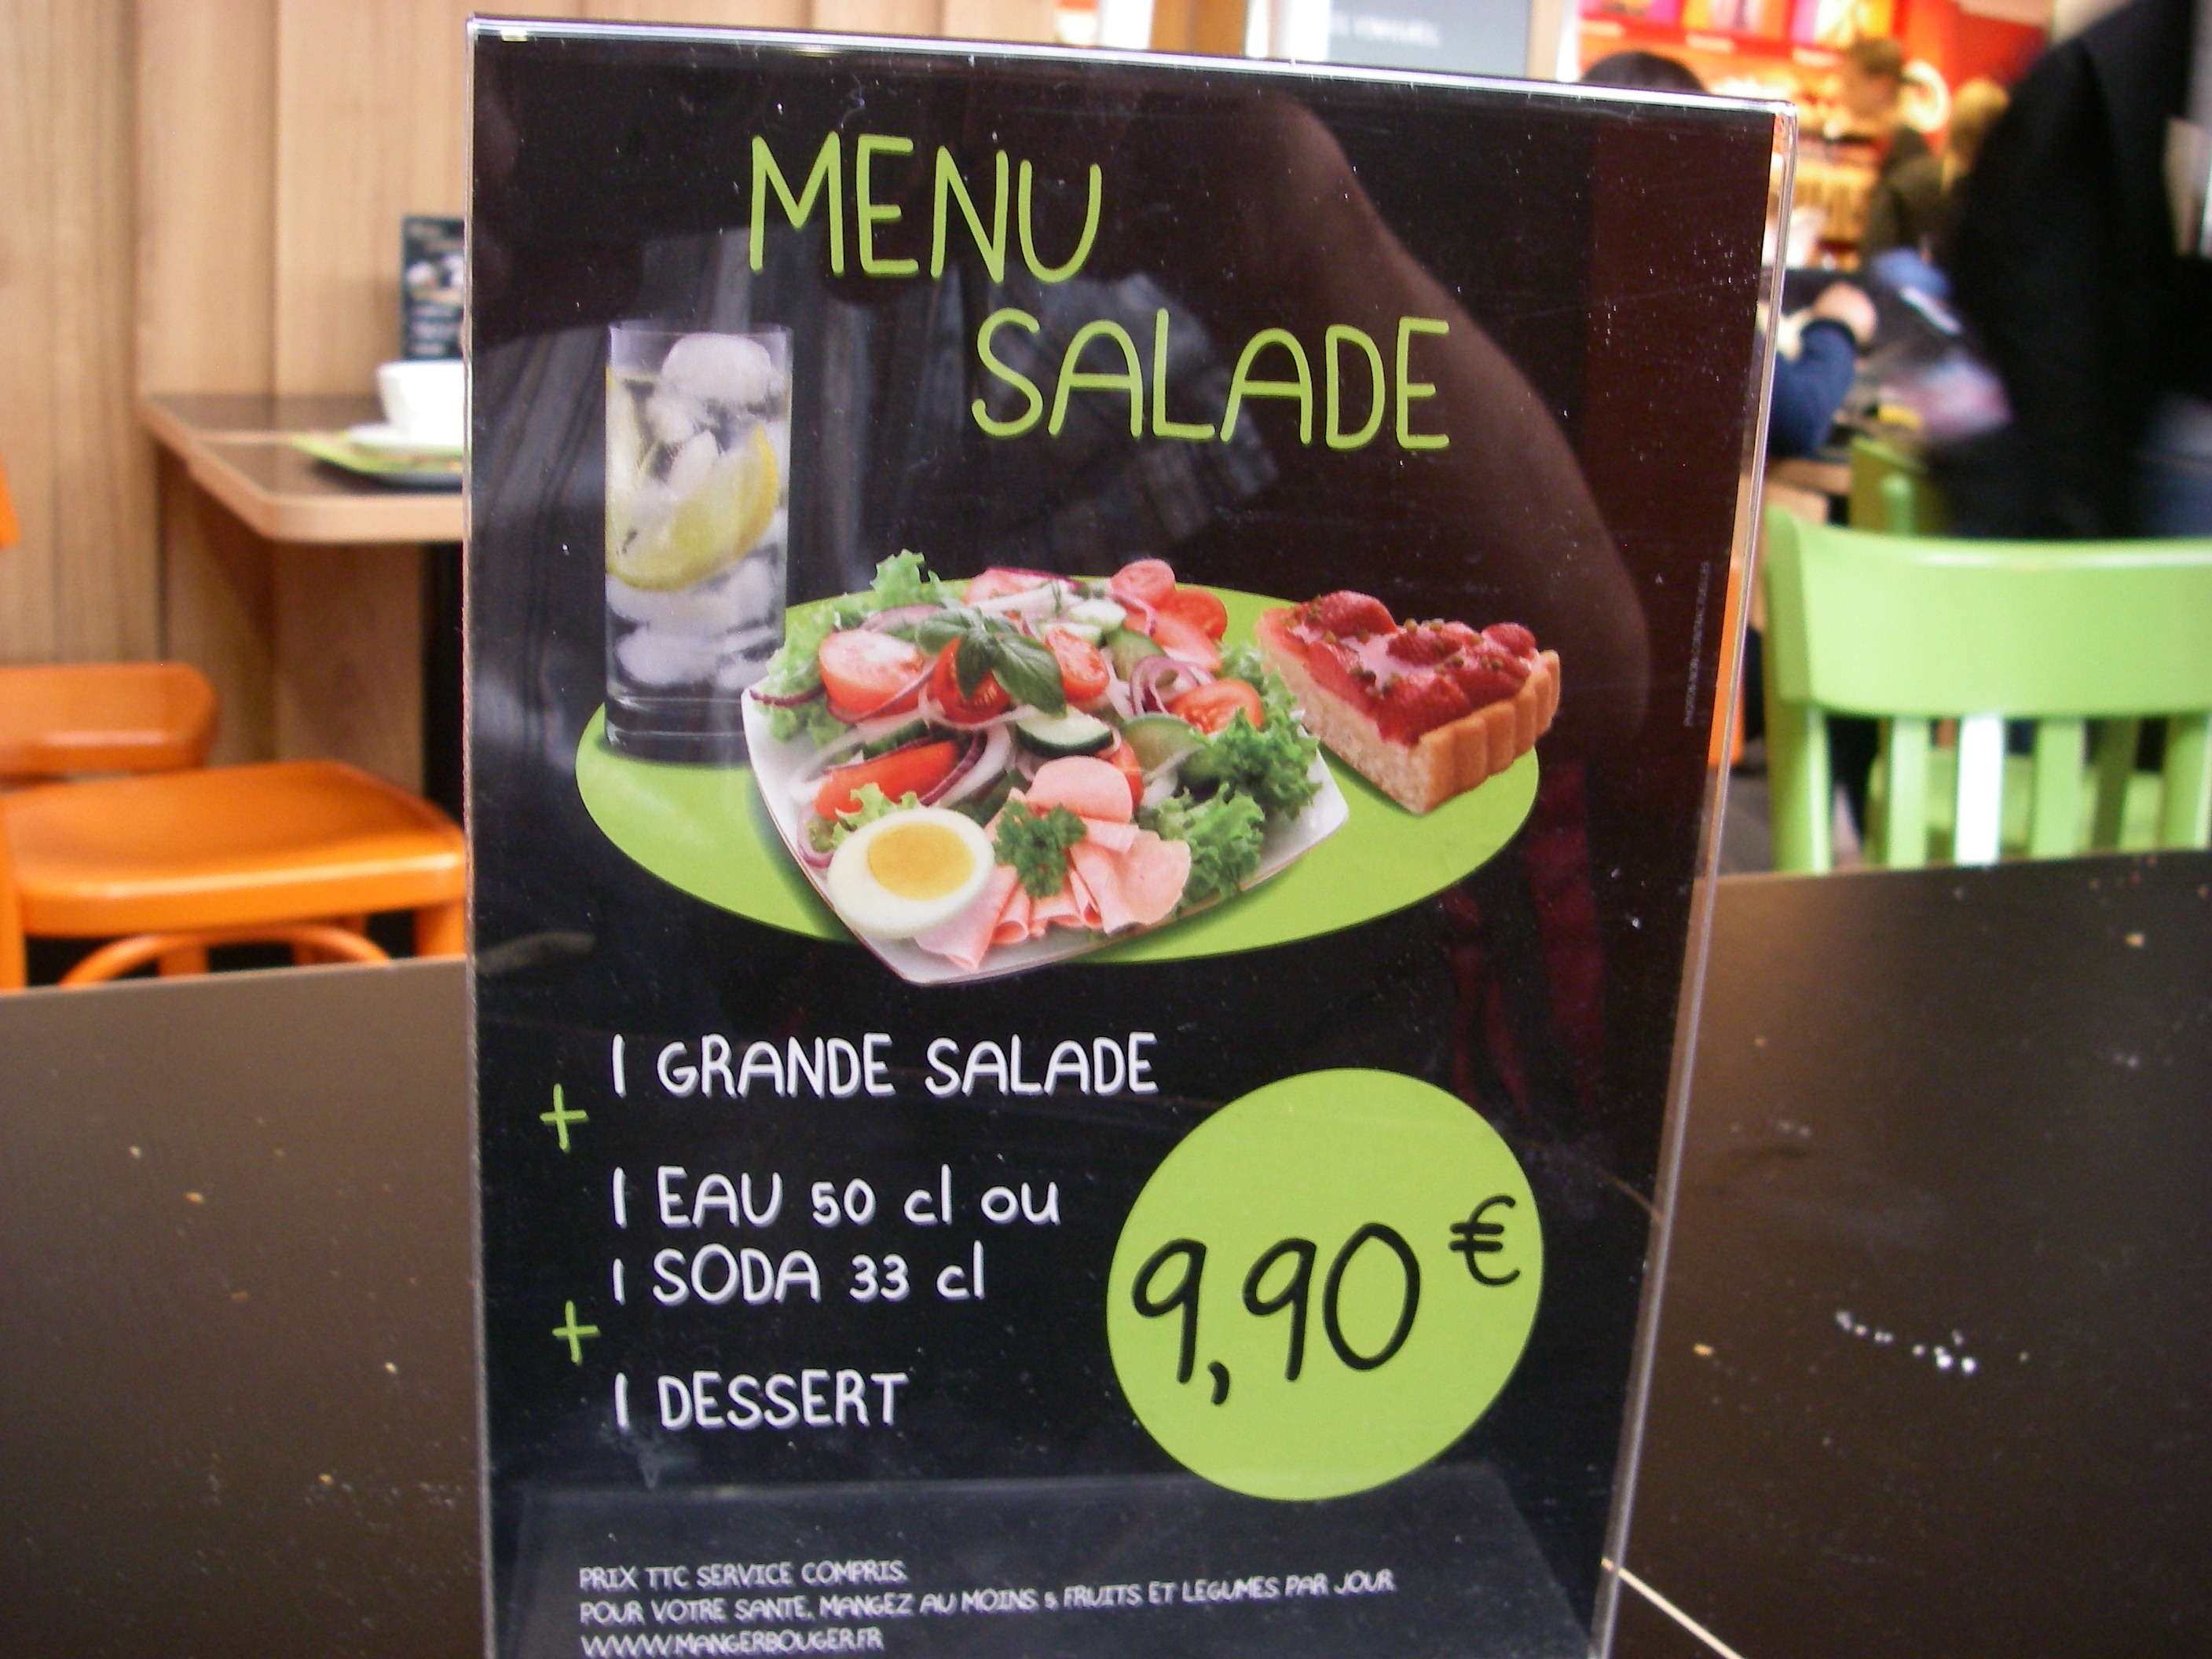 MENU
SALADE
1 GRANDE SALADE
+
1 EAU 50 cl ou
1 SODA 33 cl
+
1 DESSERT
9,90 €
PRIX TTC SERVICE COMPRIS.
POUR VOTRE SANTE, MANGEZ AU MOINS 5 FRUITS ET LEGUMES PAR JOUR
WWW.MANGERBOUGER.FR